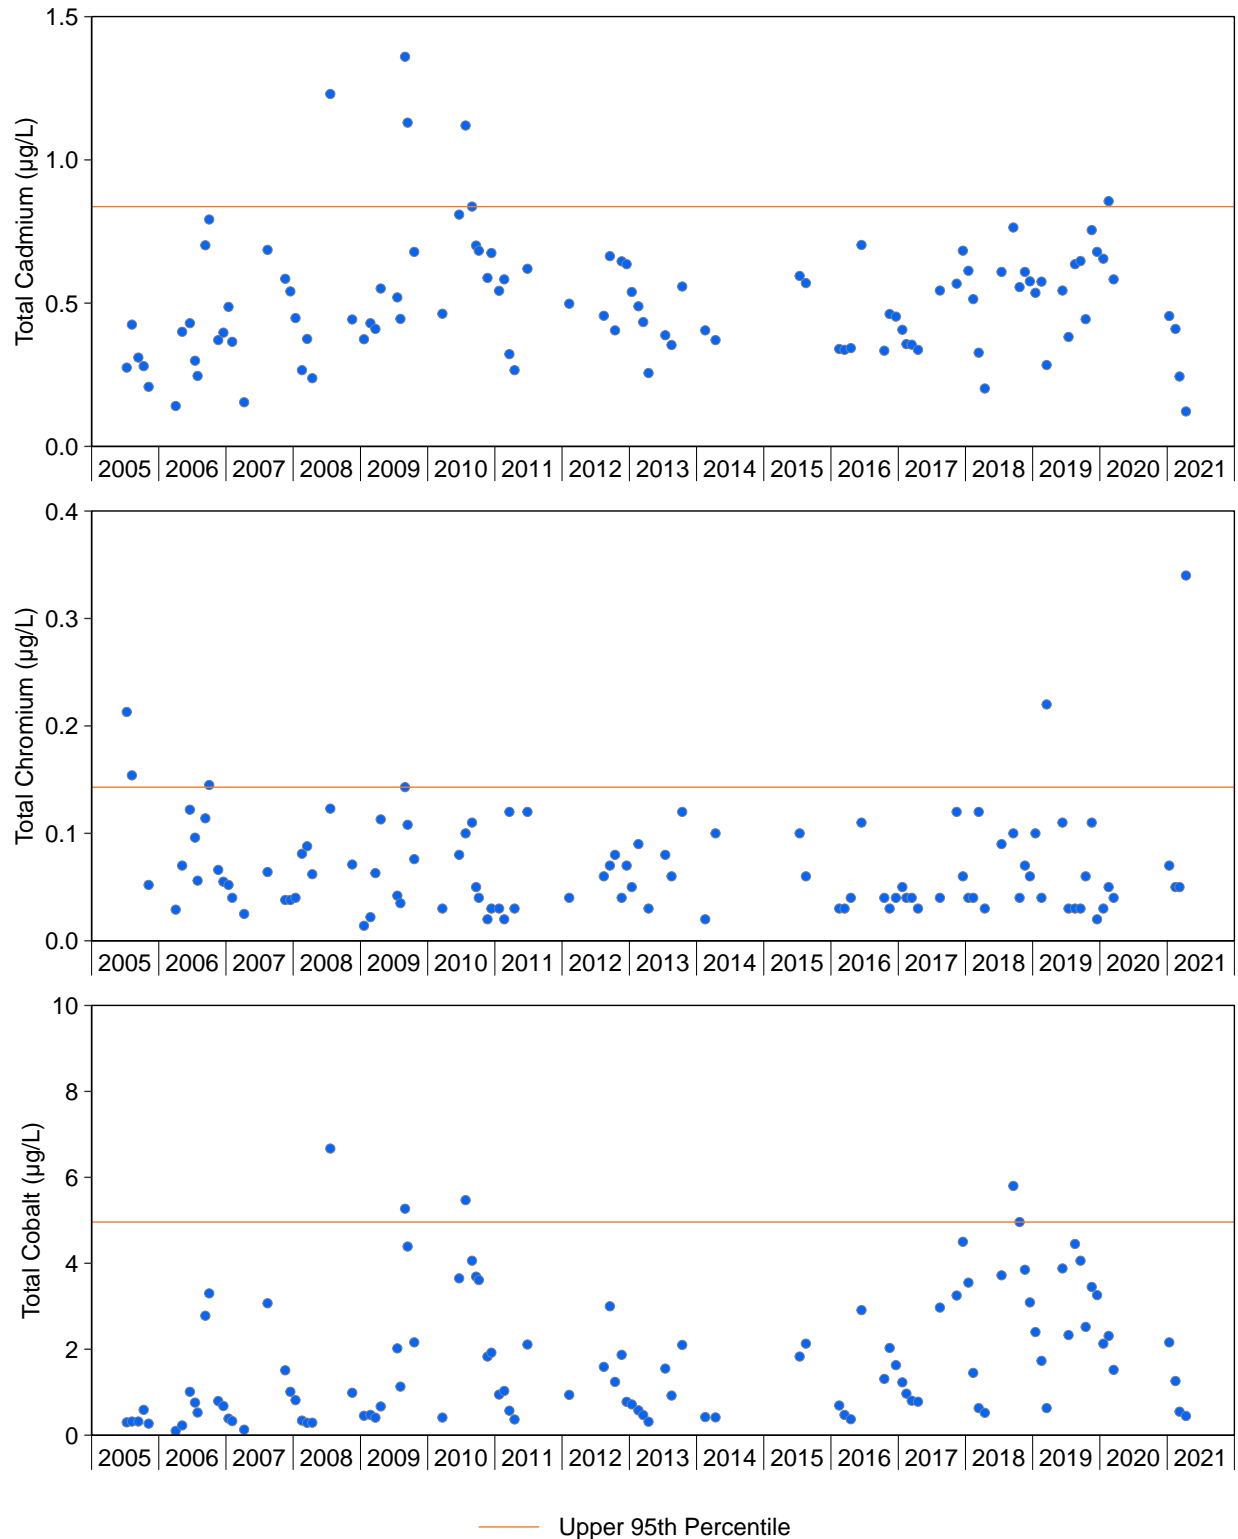 1.5
1.0
0.5
0.0
Total Cadmium (µg/L)
2005 2006 2007 2008 2009 2010 2011 2012 2013 2014 2015 2016 2017 2018 2019 2020 2021
0.4
0.3
0.2
0.1
0.0
Total Chromium (µg/L)
2005 2006 2007 2008 2009 2010 2011 2012 2013 2014 2015 2016 2017 2018 2019 2020 2021
10
8
6
4
2
0
Total Cobalt (µg/L)
2005 2006 2007 2008 2009 2010 2011 2012 2013 2014 2015 2016 2017 2018 2019 2020 2021
Upper 95th Percentile